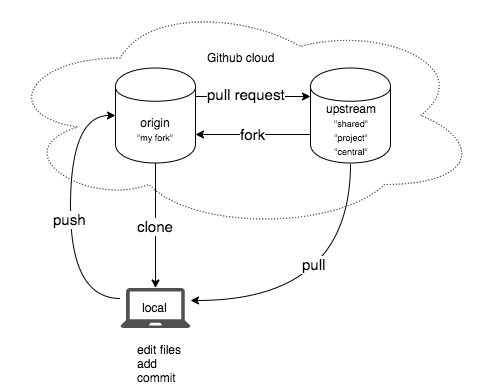 Github cloud
pull request
origin
"my fork"
upstream
"shared"
"project"
"central"
fork
push
clone
pull
local
edit files
add
commit